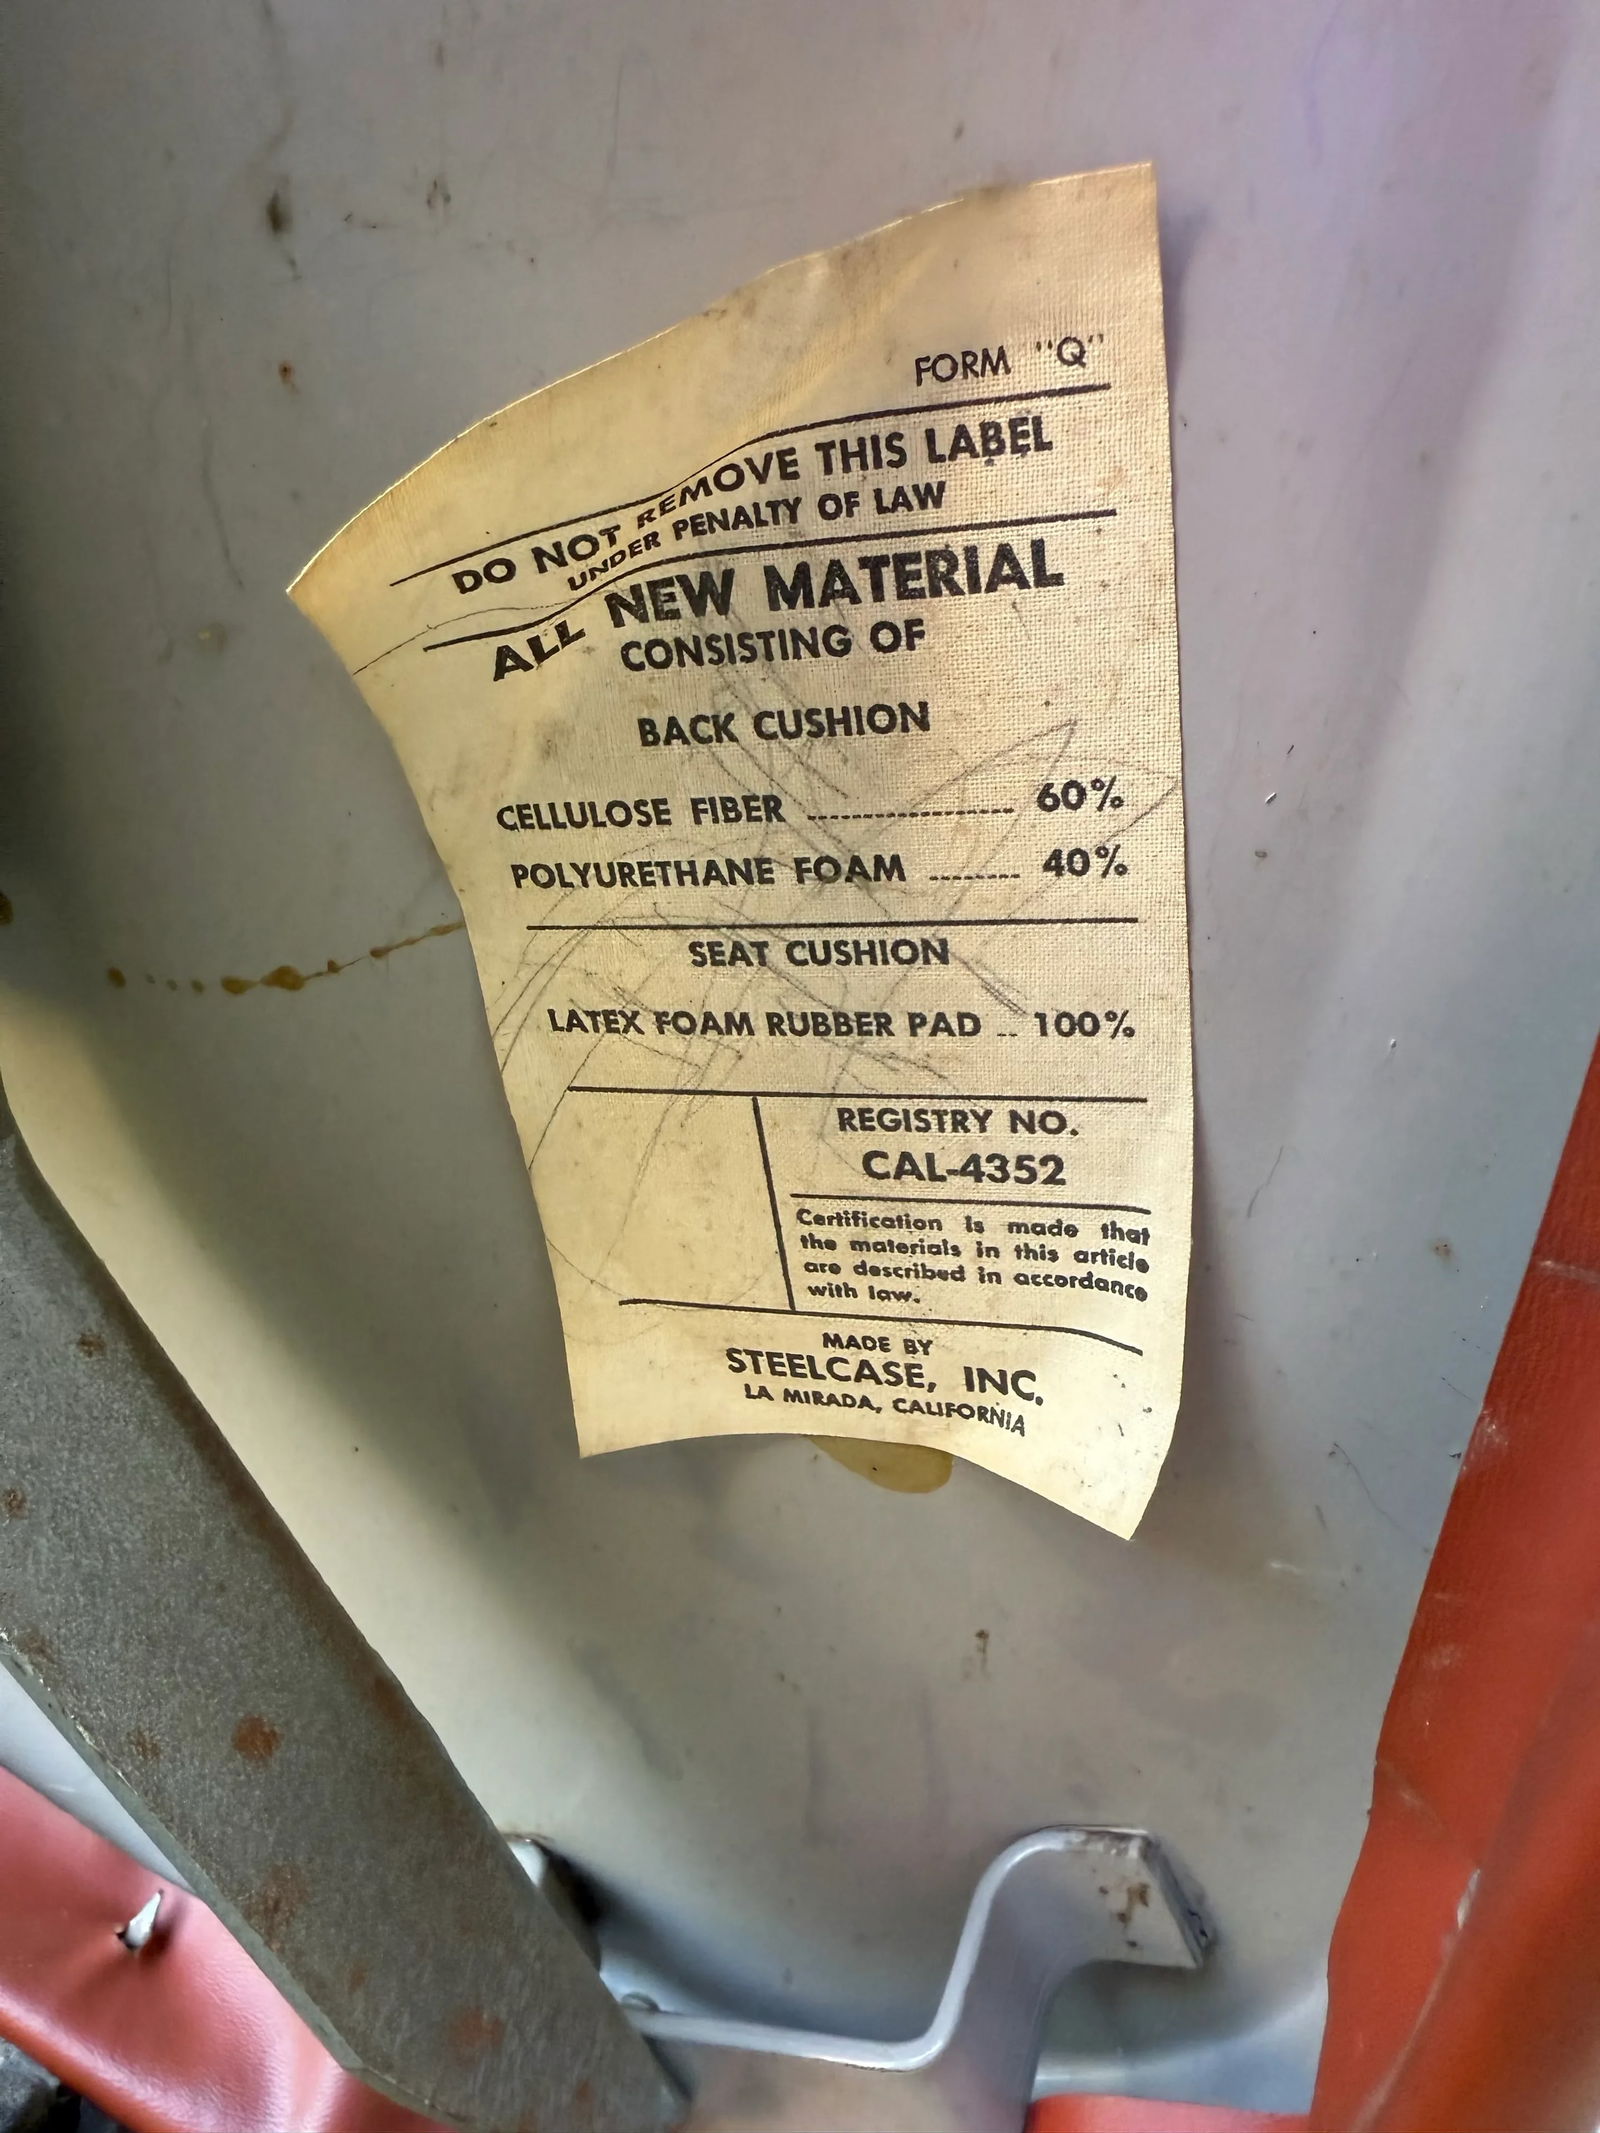 FORM "Q"
DO NOT REMOVE THIS LABEL
UNDER PENALTY OF LAW
ALL NEW MATERIAL
CONSISTING OF
BACK CUSHION
CELLULOSE FIBER .................... 60%
POLYURETHANE FOAM ........ 40%
SEAT CUSHION
LATEX FOAM RUBBER PAD .. 100%
REGISTRY NO.
CAL-4352
Certification is made that
the materials in this article
are described in accordance
with law.
MADE BY
STEELCASE, INC.
LA MIRADA, CALIFORNIA